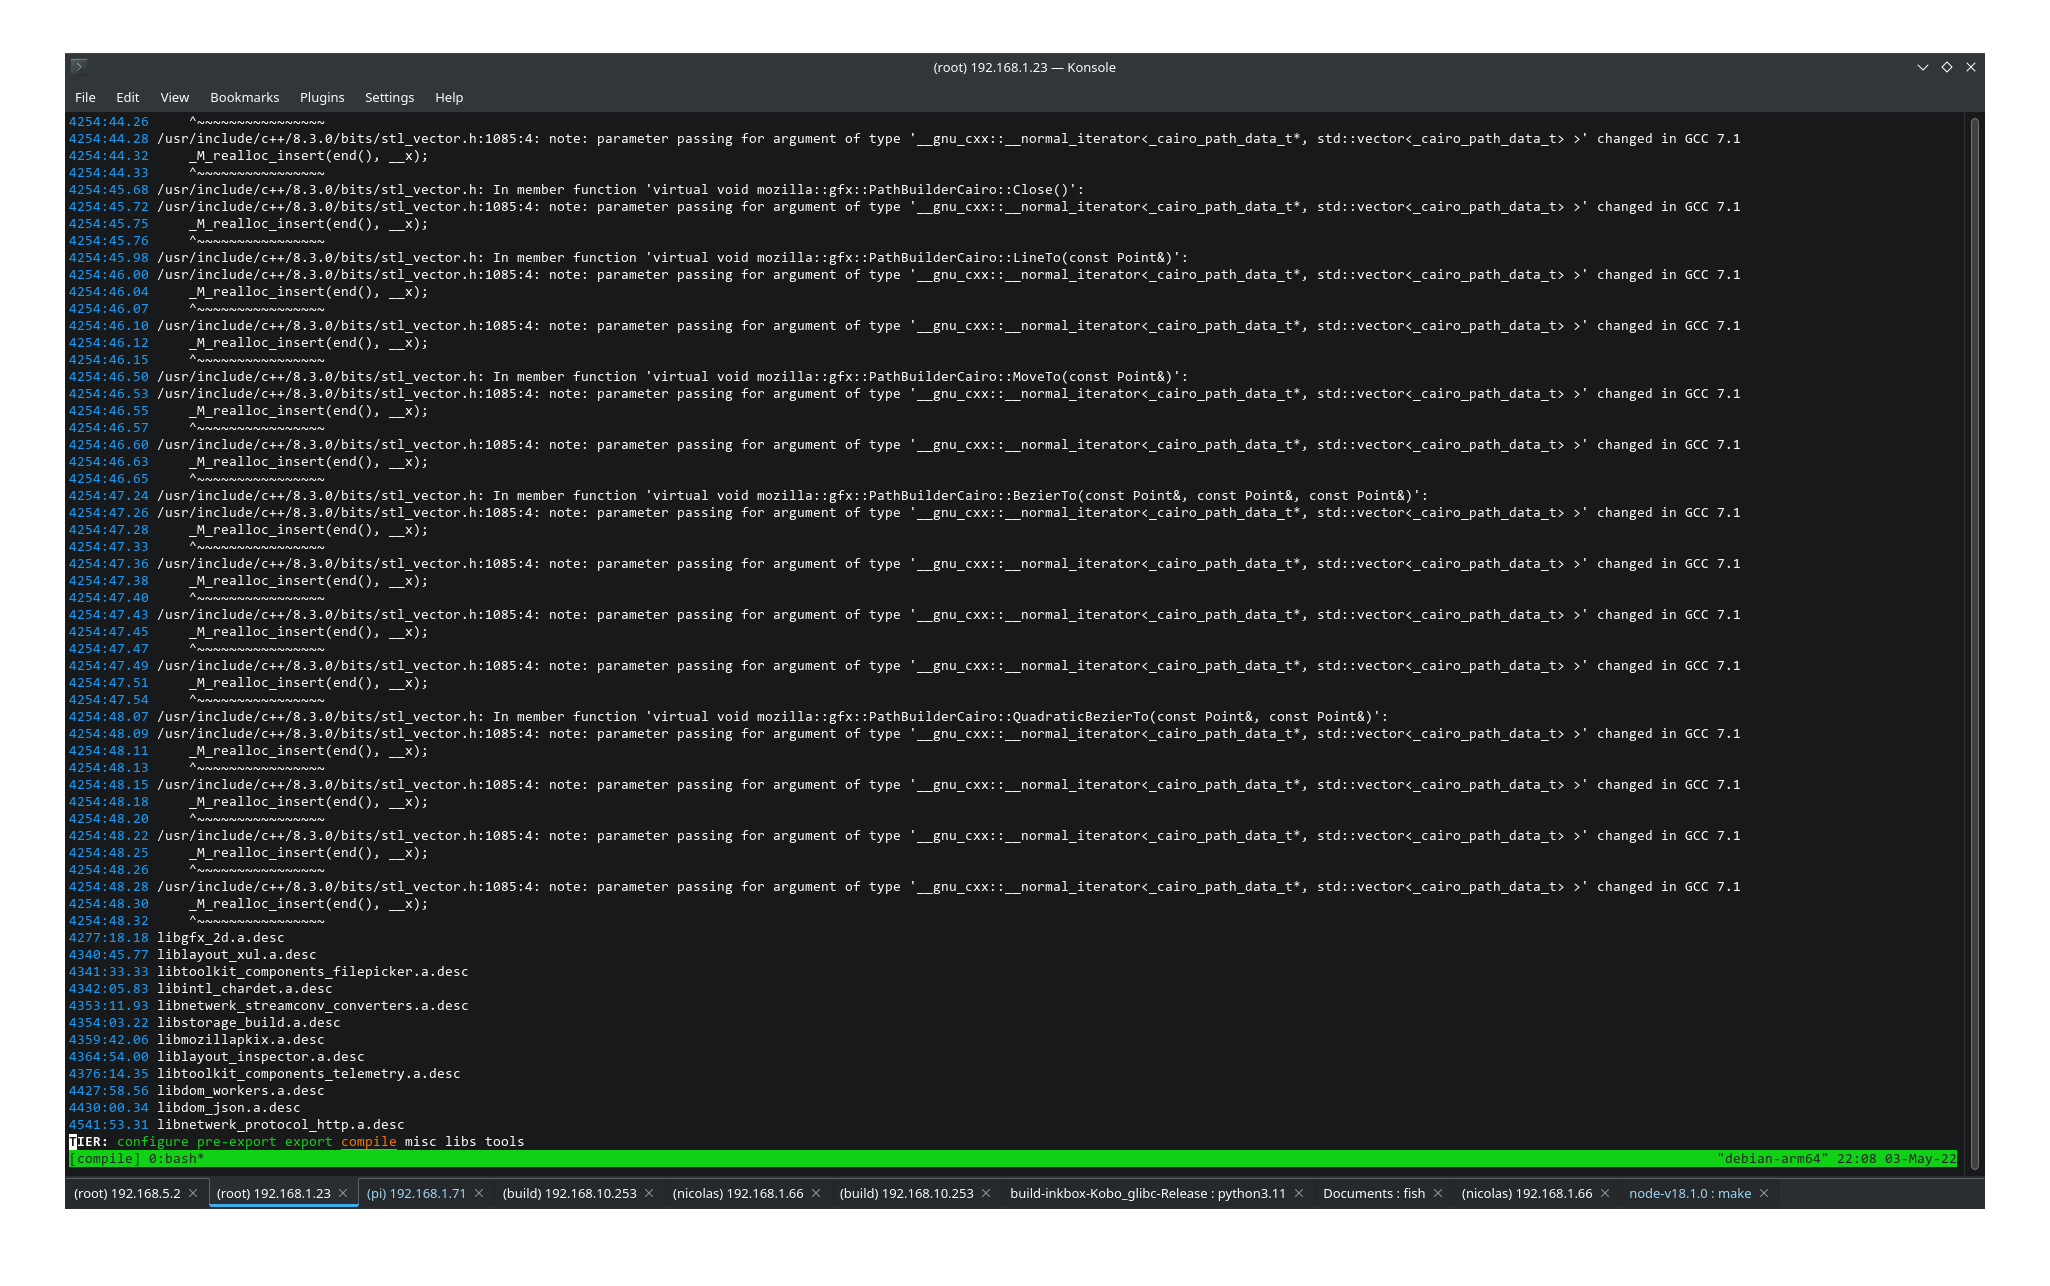 (root) 192.168.1.23 — Konsole
File Edit View Bookmarks Plugins Settings Help
4254:44.26     ^~~~~~~~~~~~~~~~~
4254:44.28 /usr/include/c++/8.3.0/bits/stl_vector.h:1085:4: note: parameter passing for argument of type '__gnu_cxx::__normal_iterator<_cairo_path_data_t*, std::vector<_cairo_path_data_t> >' changed in GCC 7.1
4254:44.32     _M_realloc_insert(end(), __x);
4254:44.33     ^~~~~~~~~~~~~~~~~
4254:45.68 /usr/include/c++/8.3.0/bits/stl_vector.h: In member function 'virtual void mozilla::gfx::PathBuilderCairo::Close()':
4254:45.72 /usr/include/c++/8.3.0/bits/stl_vector.h:1085:4: note: parameter passing for argument of type '__gnu_cxx::__normal_iterator<_cairo_path_data_t*, std::vector<_cairo_path_data_t> >' changed in GCC 7.1
4254:45.75     _M_realloc_insert(end(), __x);
4254:45.76     ^~~~~~~~~~~~~~~~~
4254:45.98 /usr/include/c++/8.3.0/bits/stl_vector.h: In member function 'virtual void mozilla::gfx::PathBuilderCairo::LineTo(const Point&)':
4254:46.00 /usr/include/c++/8.3.0/bits/stl_vector.h:1085:4: note: parameter passing for argument of type '__gnu_cxx::__normal_iterator<_cairo_path_data_t*, std::vector<_cairo_path_data_t> >' changed in GCC 7.1
4254:46.04     _M_realloc_insert(end(), __x);
4254:46.07     ^~~~~~~~~~~~~~~~~
4254:46.10 /usr/include/c++/8.3.0/bits/stl_vector.h:1085:4: note: parameter passing for argument of type '__gnu_cxx::__normal_iterator<_cairo_path_data_t*, std::vector<_cairo_path_data_t> >' changed in GCC 7.1
4254:46.12     _M_realloc_insert(end(), __x);
4254:46.15     ^~~~~~~~~~~~~~~~~
4254:46.50 /usr/include/c++/8.3.0/bits/stl_vector.h: In member function 'virtual void mozilla::gfx::PathBuilderCairo::MoveTo(const Point&)':
4254:46.53 /usr/include/c++/8.3.0/bits/stl_vector.h:1085:4: note: parameter passing for argument of type '__gnu_cxx::__normal_iterator<_cairo_path_data_t*, std::vector<_cairo_path_data_t> >' changed in GCC 7.1
4254:46.55     _M_realloc_insert(end(), __x);
4254:46.57     ^~~~~~~~~~~~~~~~~
4254:46.60 /usr/include/c++/8.3.0/bits/stl_vector.h:1085:4: note: parameter passing for argument of type '__gnu_cxx::__normal_iterator<_cairo_path_data_t*, std::vector<_cairo_path_data_t> >' changed in GCC 7.1
4254:46.63     _M_realloc_insert(end(), __x);
4254:46.65     ^~~~~~~~~~~~~~~~~
4254:47.24 /usr/include/c++/8.3.0/bits/stl_vector.h: In member function 'virtual void mozilla::gfx::PathBuilderCairo::BezierTo(const Point&, const Point&, const Point&)':
4254:47.26 /usr/include/c++/8.3.0/bits/stl_vector.h:1085:4: note: parameter passing for argument of type '__gnu_cxx::__normal_iterator<_cairo_path_data_t*, std::vector<_cairo_path_data_t> >' changed in GCC 7.1
4254:47.28     _M_realloc_insert(end(), __x);
4254:47.33     ^~~~~~~~~~~~~~~~~
4254:47.36 /usr/include/c++/8.3.0/bits/stl_vector.h:1085:4: note: parameter passing for argument of type '__gnu_cxx::__normal_iterator<_cairo_path_data_t*, std::vector<_cairo_path_data_t> >' changed in GCC 7.1
4254:47.38     _M_realloc_insert(end(), __x);
4254:47.40     ^~~~~~~~~~~~~~~~~
4254:47.43 /usr/include/c++/8.3.0/bits/stl_vector.h:1085:4: note: parameter passing for argument of type '__gnu_cxx::__normal_iterator<_cairo_path_data_t*, std::vector<_cairo_path_data_t> >' changed in GCC 7.1
4254:47.45     _M_realloc_insert(end(), __x);
4254:47.47     ^~~~~~~~~~~~~~~~~
4254:47.49 /usr/include/c++/8.3.0/bits/stl_vector.h:1085:4: note: parameter passing for argument of type '__gnu_cxx::__normal_iterator<_cairo_path_data_t*, std::vector<_cairo_path_data_t> >' changed in GCC 7.1
4254:47.51     _M_realloc_insert(end(), __x);
4254:47.54     ^~~~~~~~~~~~~~~~~
4254:48.07 /usr/include/c++/8.3.0/bits/stl_vector.h: In member function 'virtual void mozilla::gfx::PathBuilderCairo::QuadraticBezierTo(const Point&, const Point&)':
4254:48.09 /usr/include/c++/8.3.0/bits/stl_vector.h:1085:4: note: parameter passing for argument of type '__gnu_cxx::__normal_iterator<_cairo_path_data_t*, std::vector<_cairo_path_data_t> >' changed in GCC 7.1
4254:48.11     _M_realloc_insert(end(), __x);
4254:48.13     ^~~~~~~~~~~~~~~~~
4254:48.15 /usr/include/c++/8.3.0/bits/stl_vector.h:1085:4: note: parameter passing for argument of type '__gnu_cxx::__normal_iterator<_cairo_path_data_t*, std::vector<_cairo_path_data_t> >' changed in GCC 7.1
4254:48.18     _M_realloc_insert(end(), __x);
4254:48.20     ^~~~~~~~~~~~~~~~~
4254:48.22 /usr/include/c++/8.3.0/bits/stl_vector.h:1085:4: note: parameter passing for argument of type '__gnu_cxx::__normal_iterator<_cairo_path_data_t*, std::vector<_cairo_path_data_t> >' changed in GCC 7.1
4254:48.25     _M_realloc_insert(end(), __x);
4254:48.26     ^~~~~~~~~~~~~~~~~
4254:48.28 /usr/include/c++/8.3.0/bits/stl_vector.h:1085:4: note: parameter passing for argument of type '__gnu_cxx::__normal_iterator<_cairo_path_data_t*, std::vector<_cairo_path_data_t> >' changed in GCC 7.1
4254:48.30     _M_realloc_insert(end(), __x);
4254:48.32     ^~~~~~~~~~~~~~~~~
4277:18.18 libgfx_2d.a.desc
4340:45.77 liblayout_xul.a.desc
4341:33.33 libtoolkit_components_filepicker.a.desc
4342:05.83 libintl_chardet.a.desc
4353:11.93 libnetwerk_streamconv_converters.a.desc
4354:03.22 libstorage_build.a.desc
4359:42.06 libmozillapkix.a.desc
4364:54.00 liblayout_inspector.a.desc
4376:14.35 libtoolkit_components_telemetry.a.desc
4427:58.56 libdom_workers.a.desc
4430:00.34 libdom_json.a.desc
4541:53.31 libnetwerk_protocol_http.a.desc
TIER: configure pre-export export compile misc libs tools
[compile] 0:bash* "debian-arm64" 22:08 03-May-22
(root) 192.168.5.2 (root) 192.168.1.23 (pi) 192.168.1.71 (build) 192.168.10.253 (nicolas) 192.168.1.66 (build) 192.168.10.253 build-inkbox-Kobo_glibc-Release : python3.11 Documents : fish (nicolas) 192.168.1.66 node-v18.1.0 : make